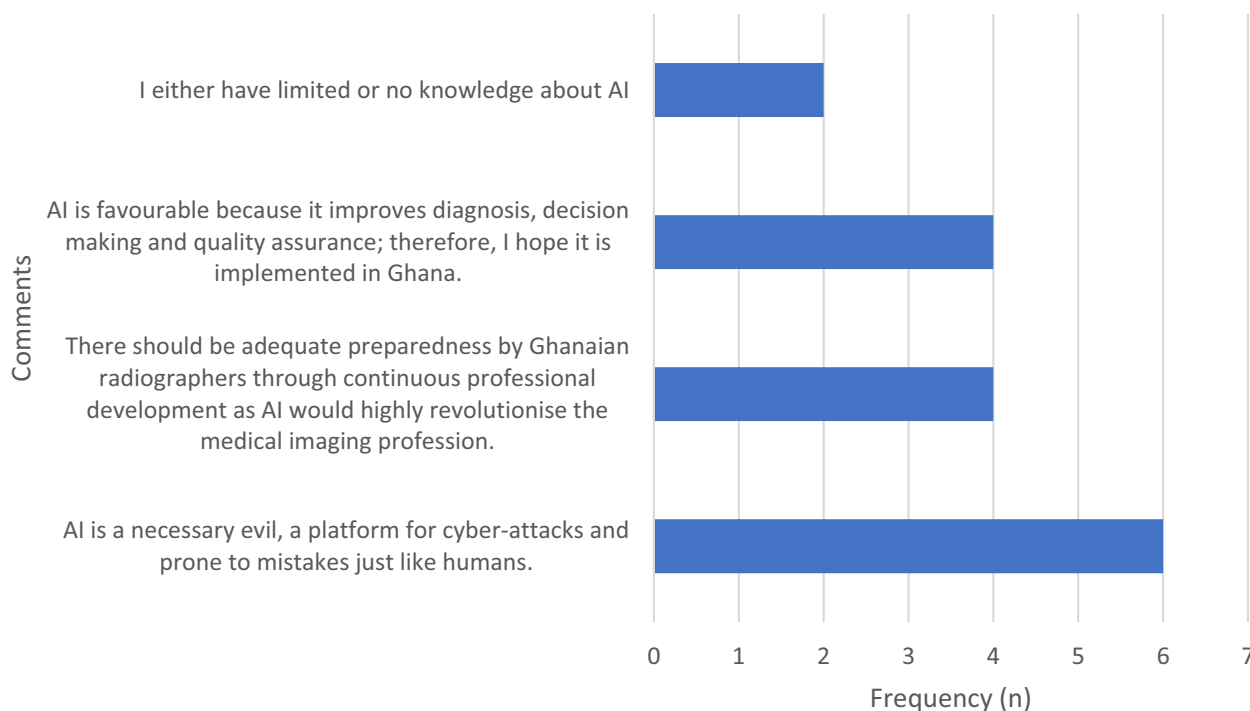 I either have limited or no knowledge about AI
AI is favourable because it improves diagnosis, decision
making and quality assurance; therefore, I hope it is
implemented in Ghana.
There should be adequate preparedness by Ghanaian
radiographers through continuous professional
development as AI would highly revolutionise the
medical imaging profession.
AI is a necessary evil, a platform for cyber-attacks and
prone to mistakes just like humans.
Comments
0 1 2 3 4 5 6 7
Frequency (n)